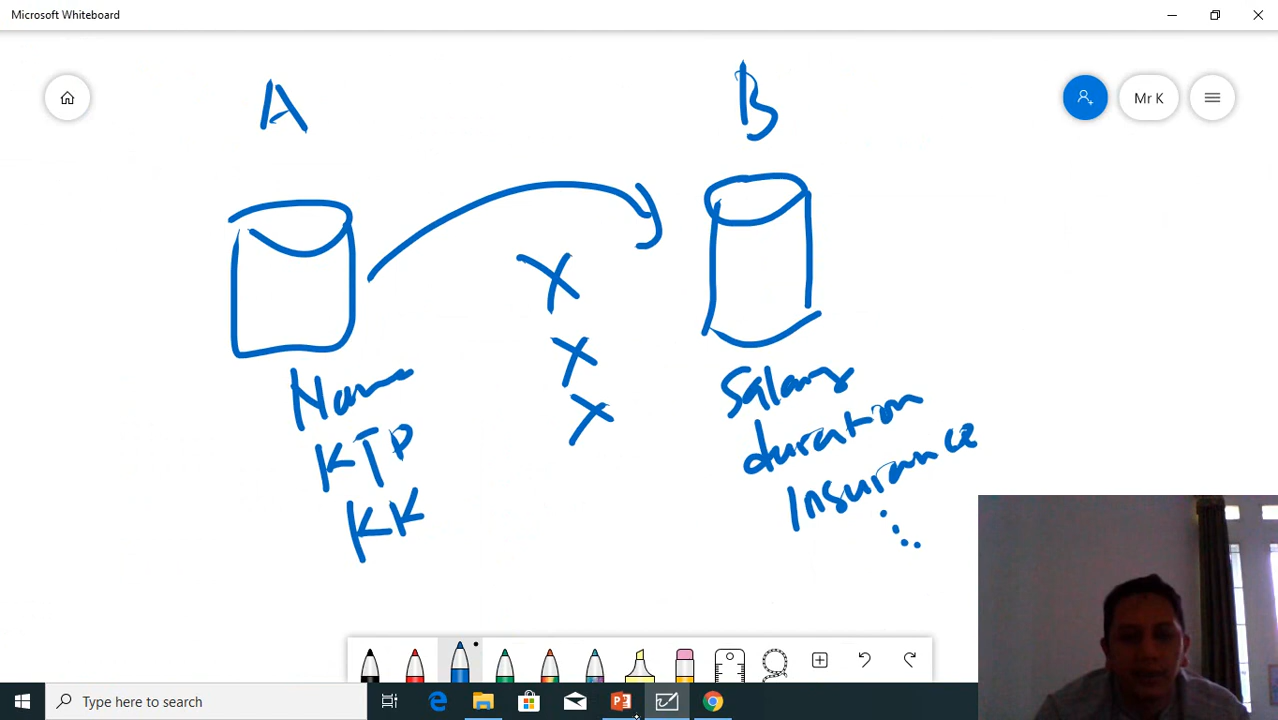 Microsoft Whiteboard
A
B
Mr K
X
X
X
Name
KTP
KK
Salary
duration
Insurance
Type here to search